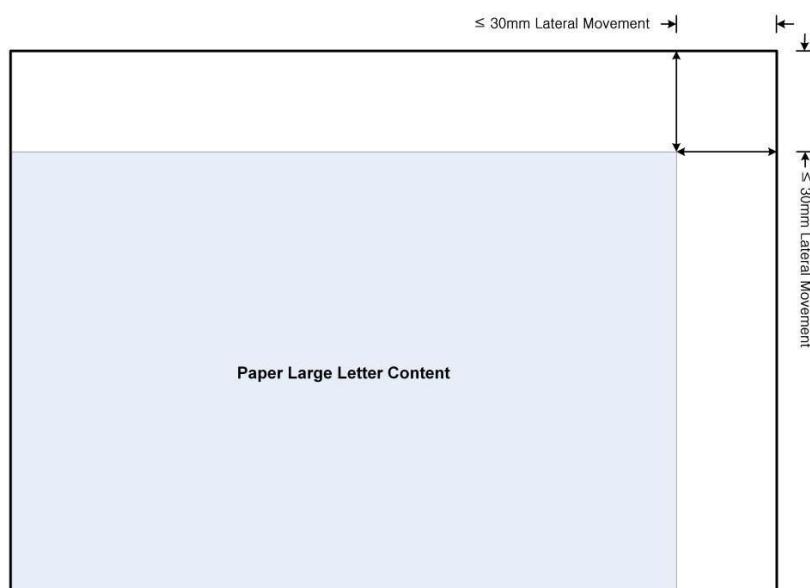 ≤ 30mm Lateral Movement
≤ 30mm Lateral Movement
Paper Large Letter Content